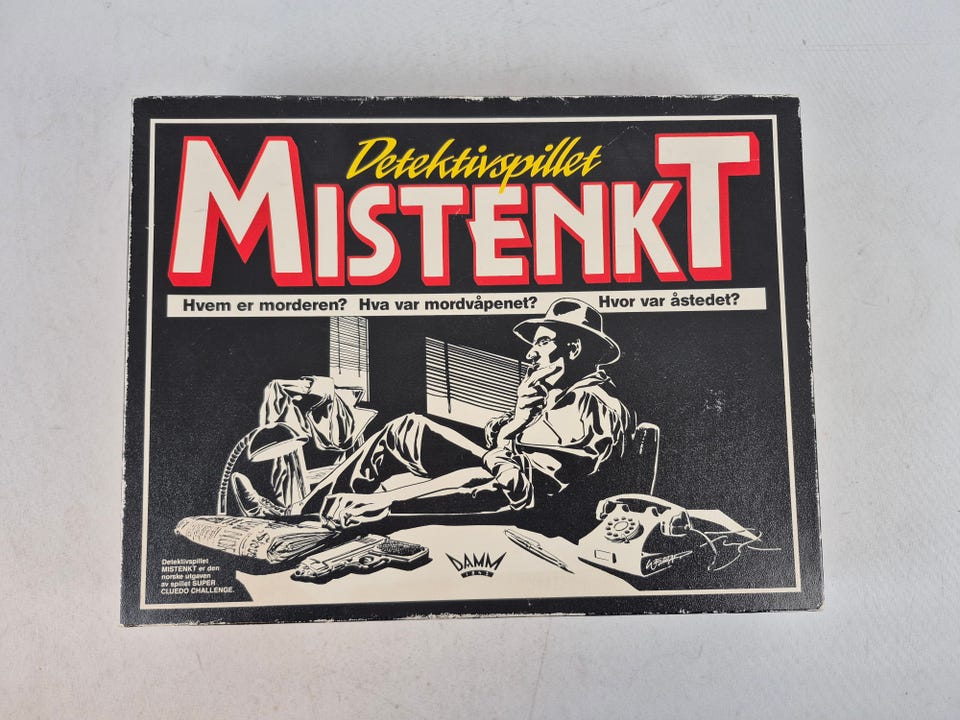 Detektivspillet
MISTENKT
Hvem er morderen? Hva var mordvåpenet? Hvor var åstedet?
Detektivspillet
MISTENKT er den
norske utgaven
av spillet SUPER
CLUEDO CHALLENGE.
DAMM
1843